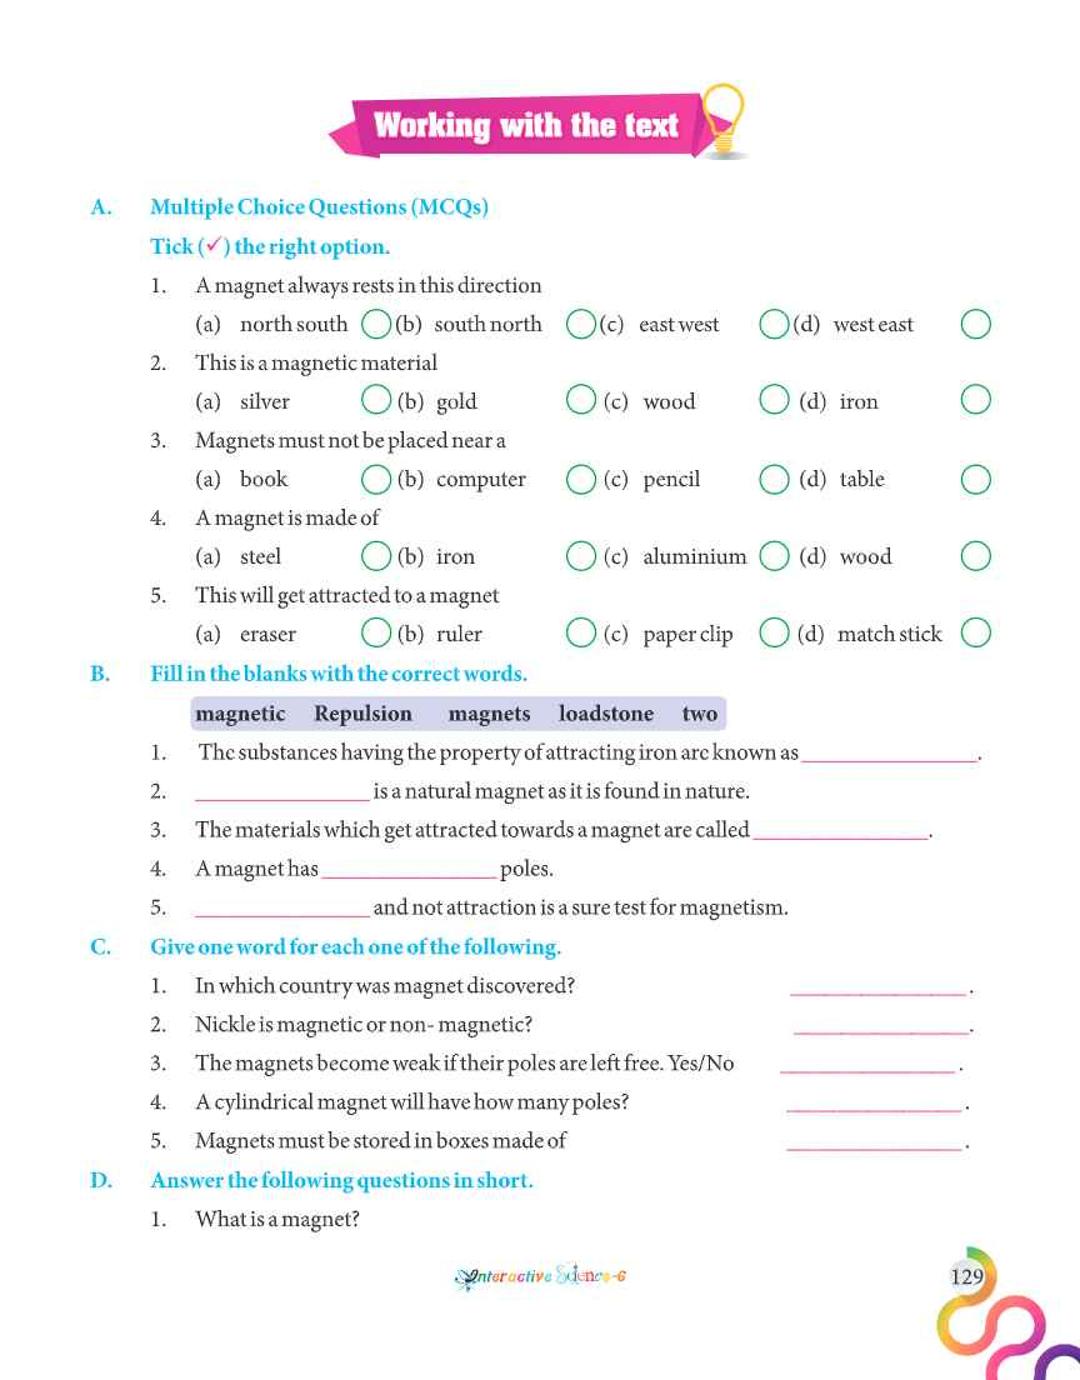 Working with the text
A. Multiple Choice Questions (MCQs)
Tick (✓) the right option.
1. A magnet always rests in this direction
(a) north south (b) south north (c) east west (d) west east
2. This is a magnetic material
(a) silver (b) gold (c) wood (d) iron
3. Magnets must not be placed near a
(a) book (b) computer (c) pencil (d) table
4. A magnet is made of
(a) steel (b) iron (c) aluminium (d) wood
5. This will get attracted to a magnet
(a) eraser (b) ruler (c) paper clip (d) match stick
B. Fill in the blanks with the correct words.
magnetic Repulsion magnets loadstone two
1. The substances having the property of attracting iron are known as ________________.
2. ________________ is a natural magnet as it is found in nature.
3. The materials which get attracted towards a magnet are called ________________.
4. A magnet has ________________ poles.
5. ________________ and not attraction is a sure test for magnetism.
C. Give one word for each one of the following.
1. In which country was magnet discovered? ________________.
2. Nickle is magnetic or non- magnetic? ________________.
3. The magnets become weak if their poles are left free. Yes/No ________________.
4. A cylindrical magnet will have how many poles? ________________.
5. Magnets must be stored in boxes made of ________________.
D. Answer the following questions in short.
1. What is a magnet?
Interactive Science-6
129